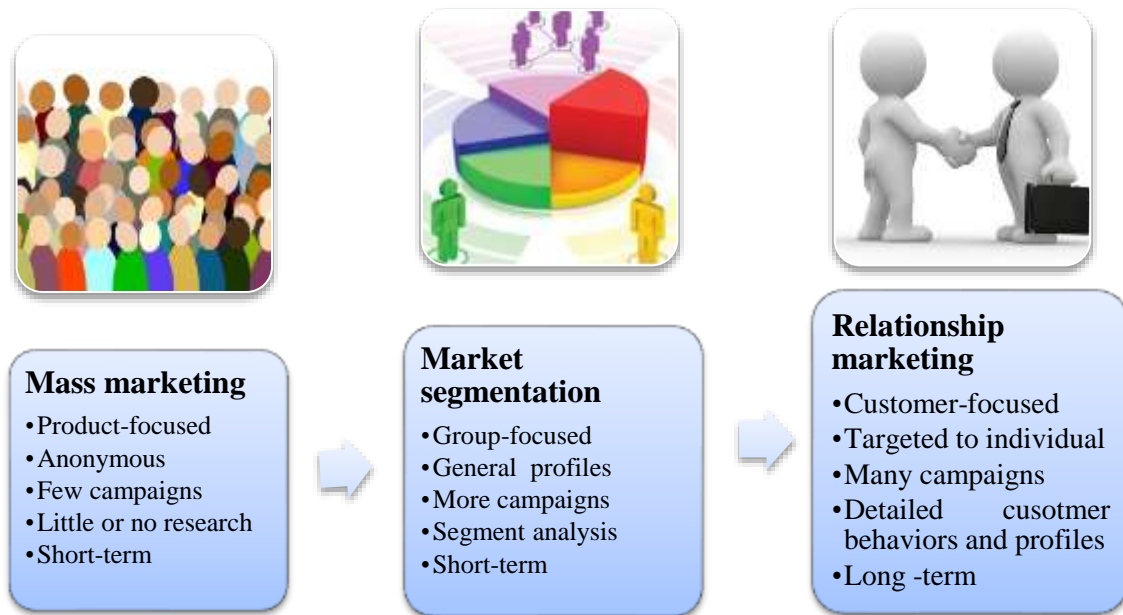 Mass marketing
•Product-focused
•Anonymous
•Few campaigns
•Little or no research
•Short-term
Market
segmentation
•Group-focused
•General profiles
•More campaigns
•Segment analysis
•Short-term
Relationship
marketing
•Customer-focused
•Targeted to individual
•Many campaigns
•Detailed cusotmer
behaviors and profiles
•Long -term